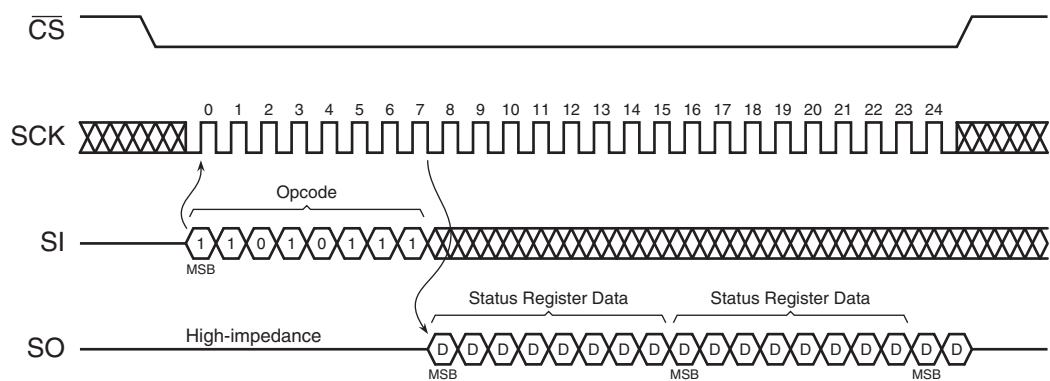 CS
0 1 2 3 4 5 6 7 8 9 10 11 12 13 14 15 16 17 18 19 20 21 22 23 24
SCK
Opcode
SI 1 1 0 1 0 1 1 1
MSB
Status Register Data Status Register Data
High-impedance
SO D D D D D D D D D D D D D D D D D D
MSB MSB MSB